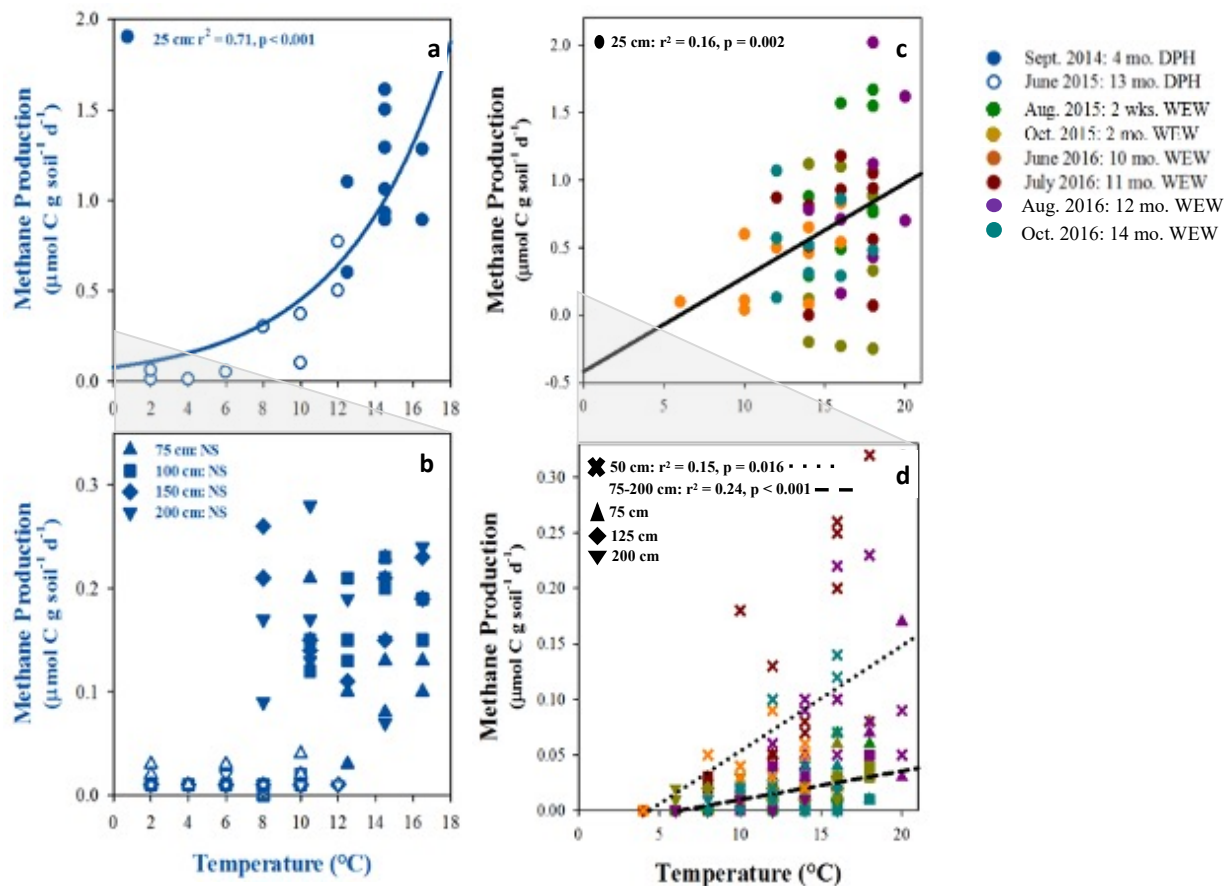 2.0
1.5
1.0
0.5
0.0
Methane Production
(µmol C g soil⁻¹ d⁻¹)
25 cm: r² = 0.71, p < 0.001
a
0 2 4 6 8 10 12 14 16 18
2.0
1.5
1.0
0.5
0.0
-0.5
Methane Production
(µmol C g soil⁻¹ d⁻¹)
25 cm: r² = 0.16, p = 0.002
c
0 5 10 15 20
Sept. 2014: 4 mo. DPH
June 2015: 13 mo. DPH
Aug. 2015: 2 wks. WEW
Oct. 2015: 2 mo. WEW
June 2016: 10 mo. WEW
July 2016: 11 mo. WEW
Aug. 2016: 12 mo. WEW
Oct. 2016: 14 mo. WEW
0.3
0.2
0.1
0.0
Methane Production
(µmol C g soil⁻¹ d⁻¹)
75 cm: NS
100 cm: NS
150 cm: NS
200 cm: NS
b
0 2 4 6 8 10 12 14 16 18
Temperature (°C)
0.30
0.25
0.20
0.15
0.10
0.05
0.00
Methane Production
(µmol C g soil⁻¹ d⁻¹)
50 cm: r² = 0.15, p = 0.016
75-200 cm: r² = 0.24, p < 0.001
75 cm
125 cm
200 cm
d
0 5 10 15 20
Temperature (°C)